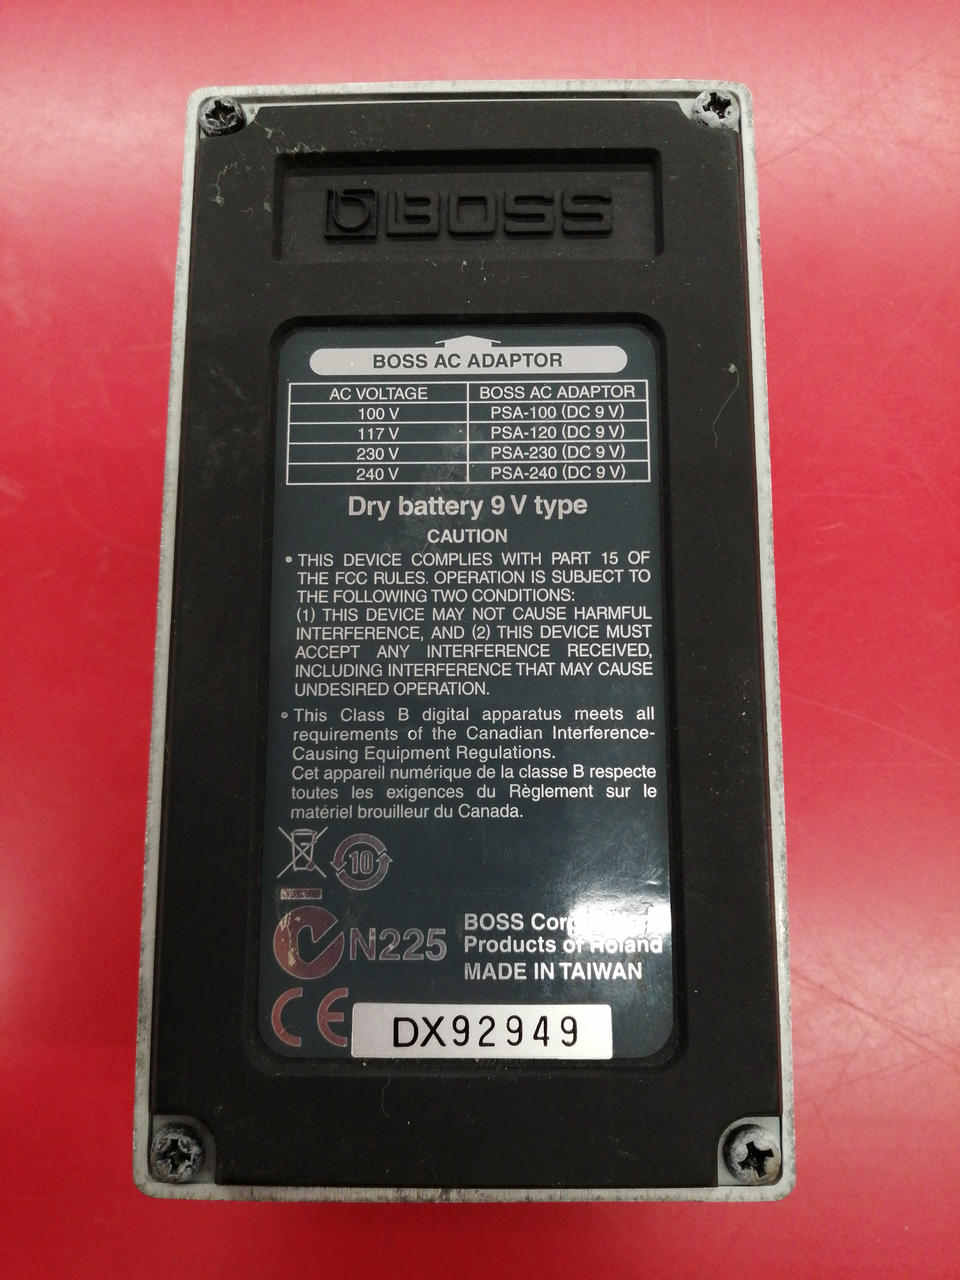 BOSS
BOSS AC ADAPTOR
AC VOLTAGE BOSS AC ADAPTOR
100 V PSA-100 (DC 9 V)
117 V PSA-120 (DC 9 V)
230 V PSA-230 (DC 9 V)
240 V PSA-240 (DC 9 V)
Dry battery 9 V type
CAUTION
• THIS DEVICE COMPLIES WITH PART 15 OF
THE FCC RULES. OPERATION IS SUBJECT TO
THE FOLLOWING TWO CONDITIONS:
(1) THIS DEVICE MAY NOT CAUSE HARMFUL
INTERFERENCE, AND (2) THIS DEVICE MUST
ACCEPT ANY INTERFERENCE RECEIVED,
INCLUDING INTERFERENCE THAT MAY CAUSE
UNDESIRED OPERATION.
• This Class B digital apparatus meets all
requirements of the Canadian Interference-
Causing Equipment Regulations.
Cet appareil numérique de la classe B respecte
toutes les exigences du Règlement sur le
matériel brouilleur du Canada.
10
N225
BOSS
Products of Roland
MADE IN TAIWAN
CE
DX92949